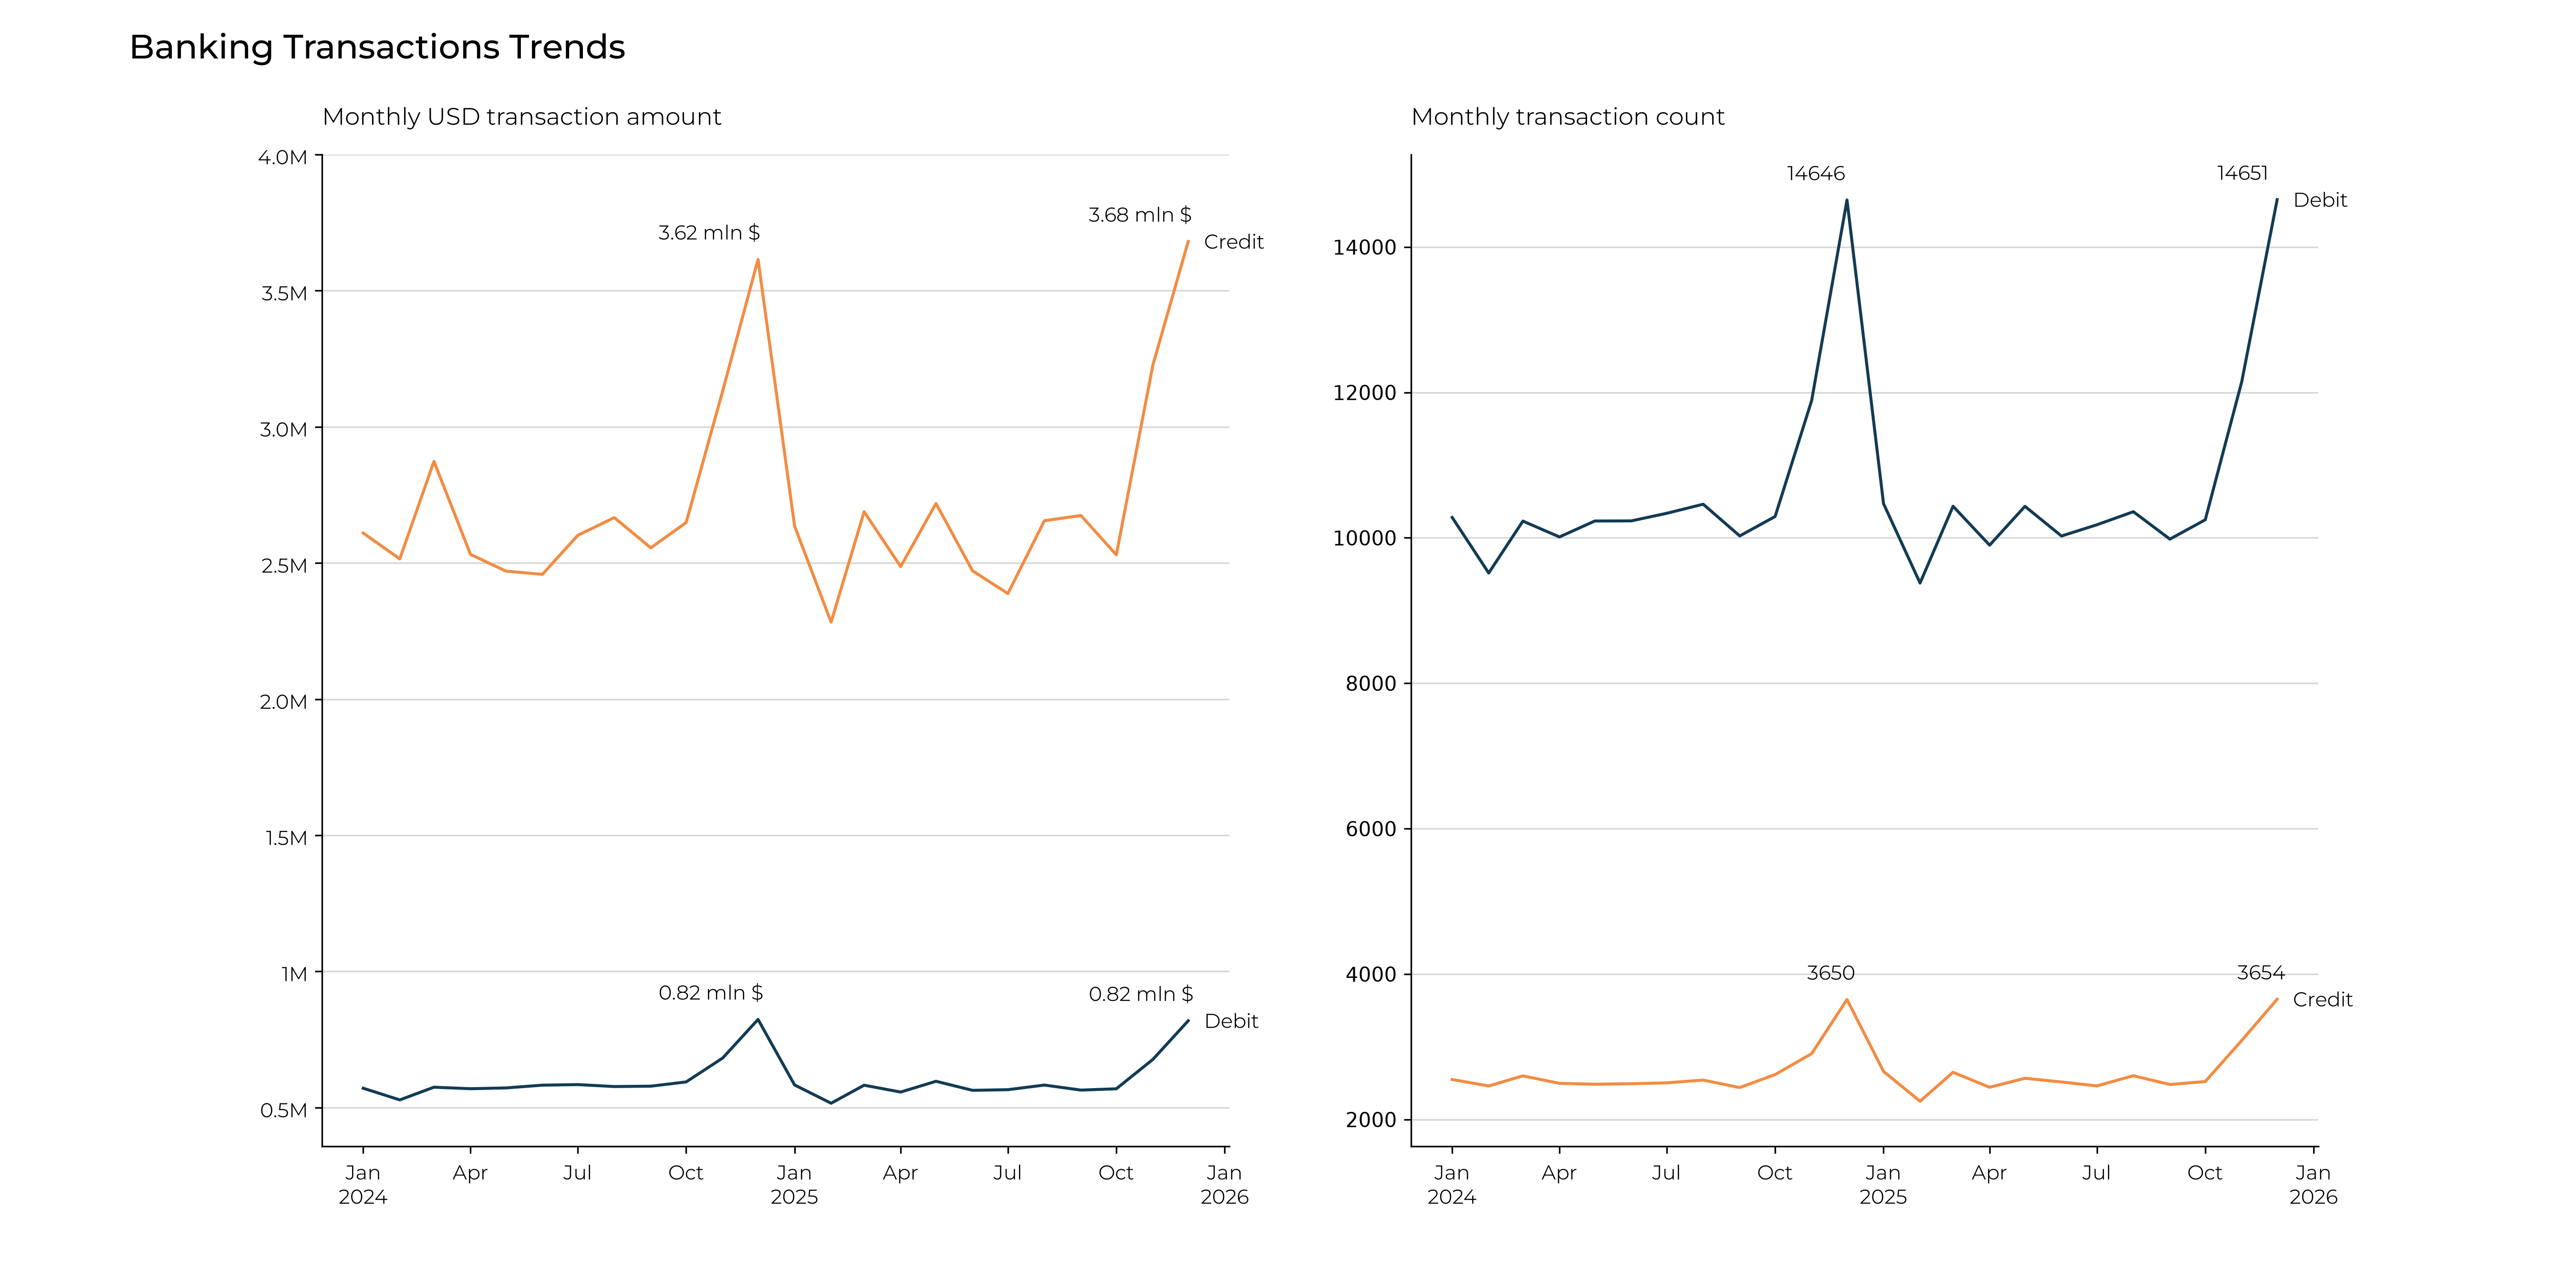 Banking Transactions Trends
Monthly USD transaction amount
4.0M
3.5M
3.0M
2.5M
2.0M
1.5M
1M
0.5M
3.62 mln $
3.68 mln $
Credit
0.82 mln $
0.82 mln $
Debit
Jan Apr Jul Oct Jan Apr Jul Oct Jan
2024 2025 2026
Monthly transaction count
14000
12000
10000
8000
6000
4000
2000
14646
14651
Debit
3650
3654
Credit
Jan Apr Jul Oct Jan Apr Jul Oct Jan
2024 2025 2026